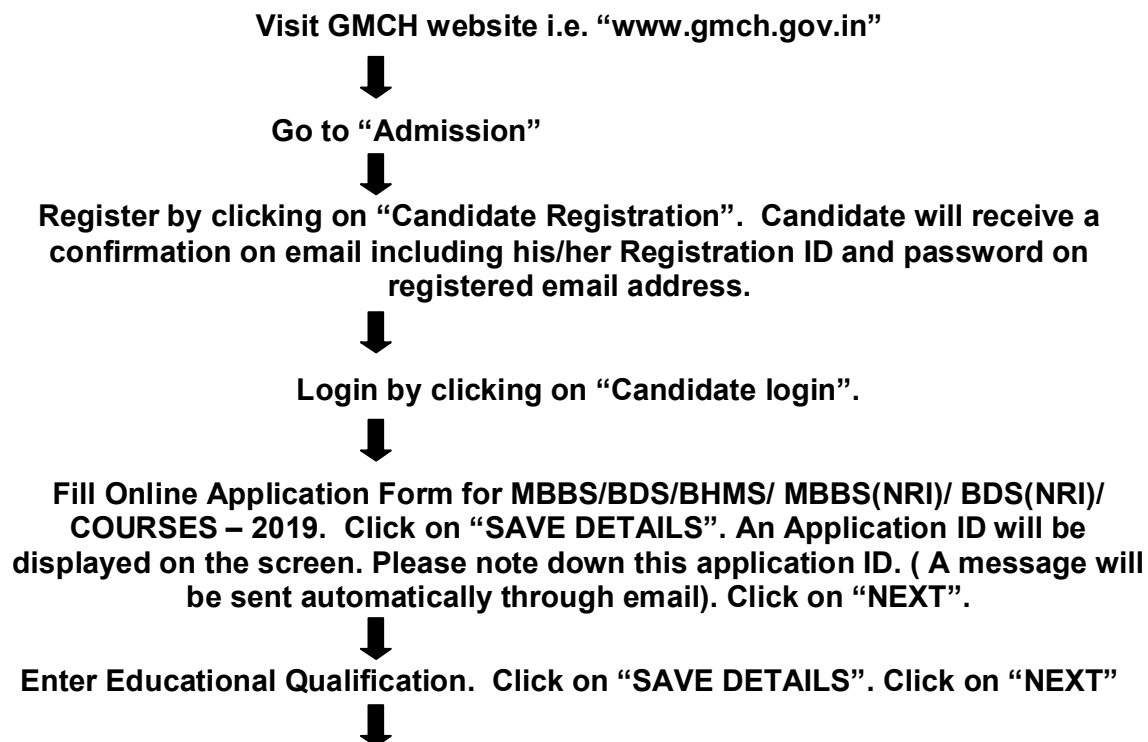 Visit GMCH website i.e. “www.gmch.gov.in”
Go to “Admission”
Register by clicking on “Candidate Registration”.  Candidate will receive a
confirmation on email including his/her Registration ID and password on
registered email address.
Login by clicking on “Candidate login”.
Fill Online Application Form for MBBS/BDS/BHMS/ MBBS(NRI)/ BDS(NRI)/
COURSES – 2019.  Click on “SAVE DETAILS”. An Application ID will be
displayed on the screen. Please note down this application ID. ( A message will
be sent automatically through email). Click on “NEXT”.
Enter Educational Qualification.  Click on “SAVE DETAILS”. Click on “NEXT”